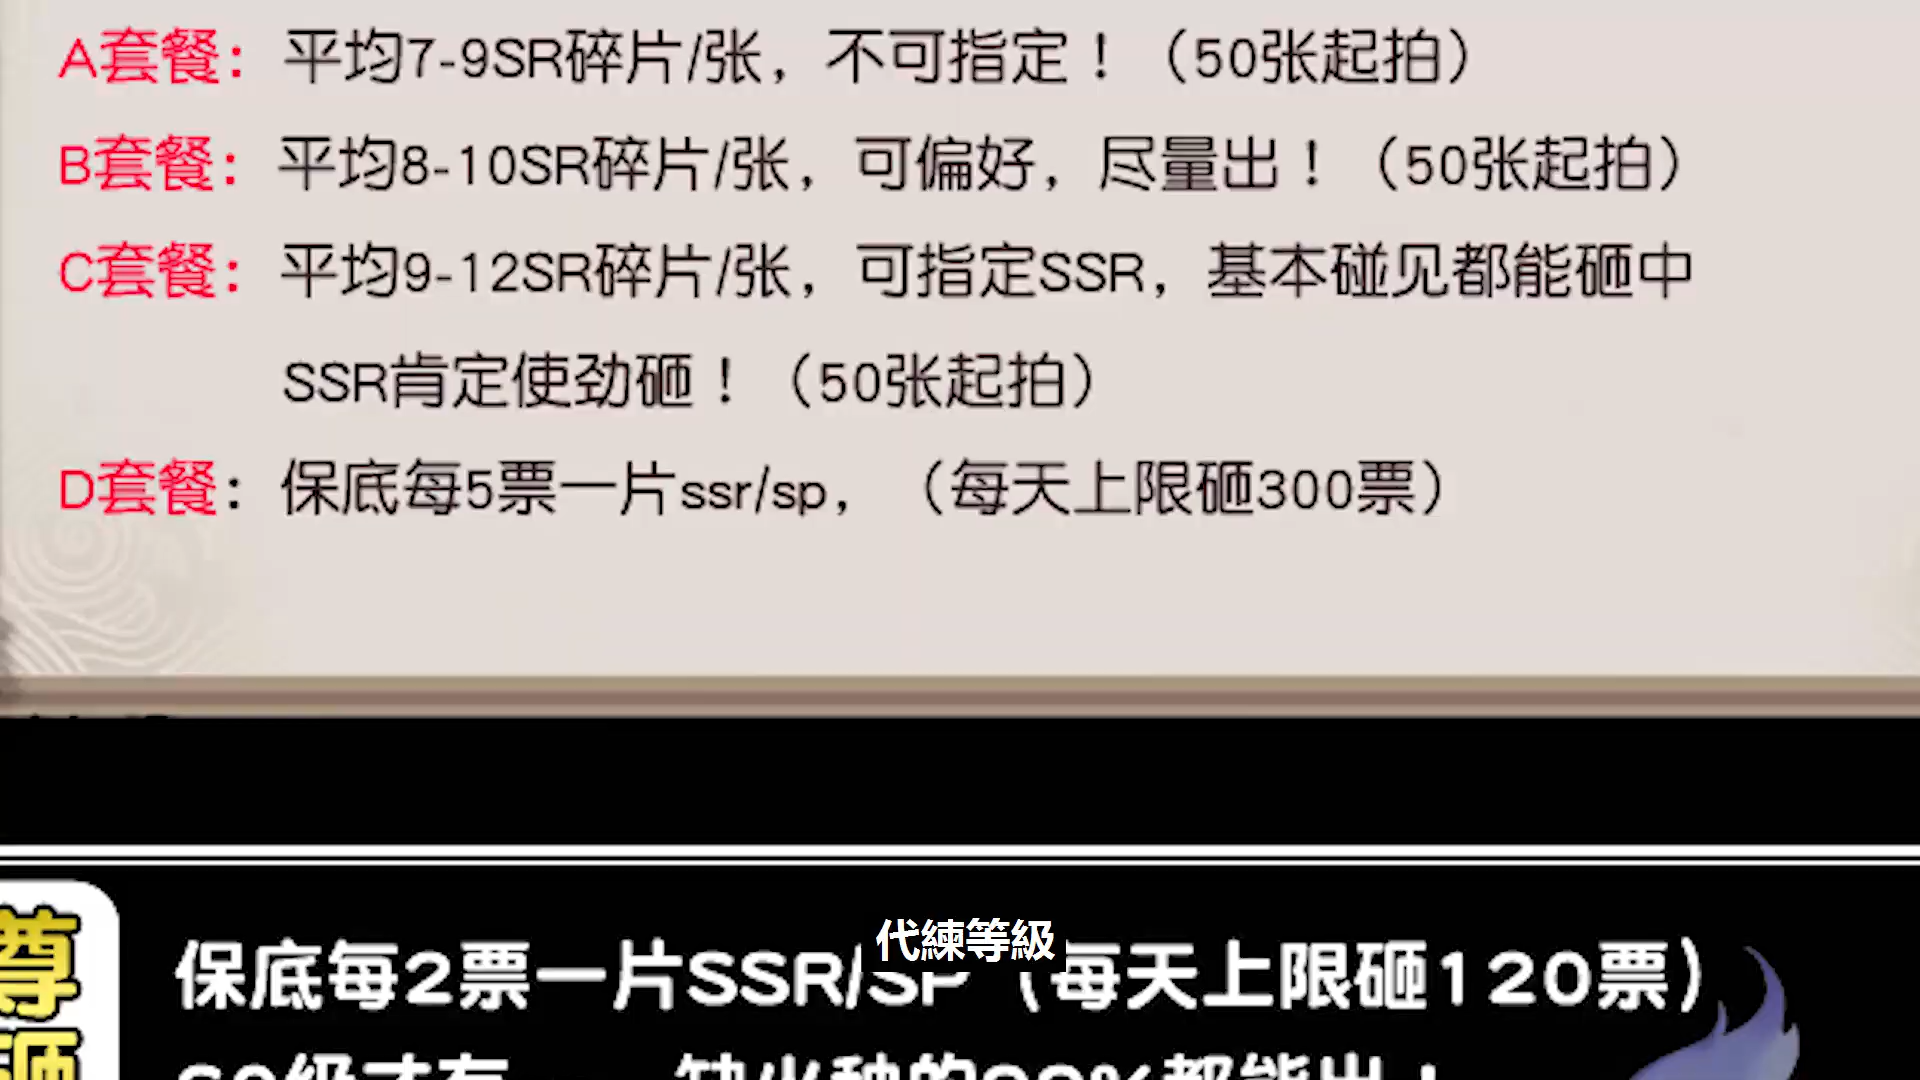 A套餐：平均7-9SR碎片/张，不可指定！（50张起拍）
B套餐：平均8-10SR碎片/张，可偏好，尽量出！（50张起拍）
C套餐：平均9-12SR碎片/张，可指定SSR，基本碰见都能砸中
SSR肯定使劲砸！（50张起拍）
D套餐：保底每5票一片ssr/sp，（每天上限砸300票）
代練等級
尊
砸
保底每2票一片SSR/SP（每天上限砸120票）